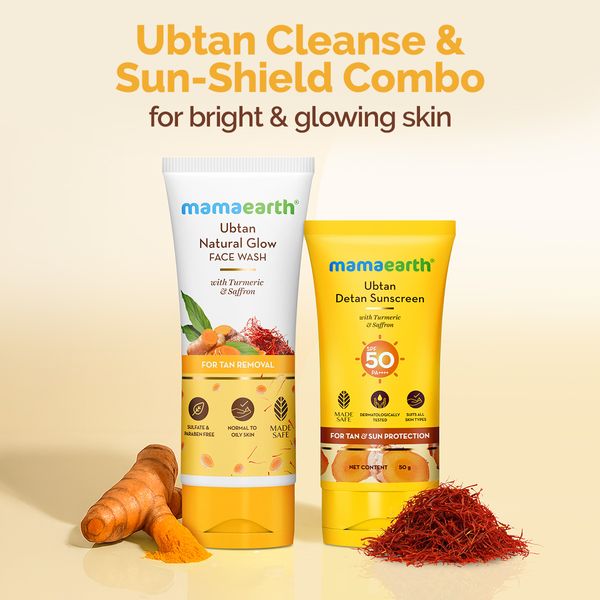 Ubtan Cleanse &
Sun-Shield Combo
for bright & glowing skin
mamaearth®
Ubtan
Natural Glow
FACE WASH
with Turmeric
& Saffron
FOR TAN REMOVAL
SULFATE &
PARABEN FREE
NORMAL TO
OILY SKIN
MADE
SAFE
mamaearth®
Ubtan
Detan Sunscreen
with Turmeric
& Saffron
SPF
50
PA++++
MADE
SAFE
DERMATOLOGICALLY
TESTED
SUITS ALL
SKIN TYPES
FOR TAN & SUN PROTECTION
NET CONTENT 50 g